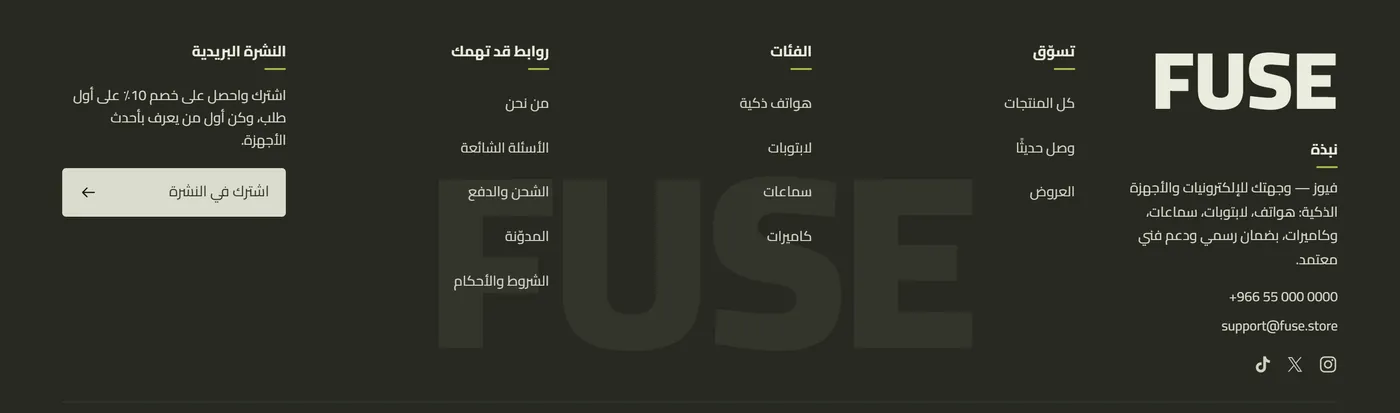 FUSE
نبذة
فيوز — وجهتك للإلكترونيات والأجهزة
الذكية: هواتف، لابتوبات، سماعات،
وكاميرات، بضمان رسمي ودعم فني
معتمد.
+966 55 000 0000
support@fuse.store
تسوّق
كل المنتجات
وصل حديثًا
العروض
الفئات
هواتف ذكية
لابتوبات
سماعات
كاميرات
روابط قد تهمك
من نحن
الأسئلة الشائعة
الشحن والدفع
المدوّنة
الشروط والأحكام
النشرة البريدية
اشترك واحصل على خصم 10٪ على أول
طلب، وكن أول من يعرف بأحدث
الأجهزة.
اشترك في النشرة
FUSE